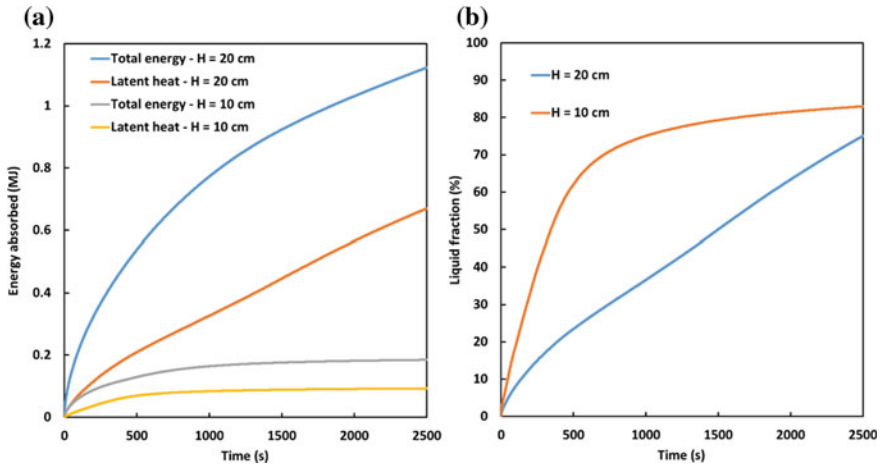 (a)
1.2
1
0.8
0.6
0.4
0.2
0
Energy absorbed (MJ)
Total energy - H = 20 cm
Latent heat - H = 20 cm
Total energy - H = 10 cm
Latent heat - H = 10 cm
0 500 1000 1500 2000 2500
Time (s)
(b)
100
90
80
70
60
50
40
30
20
10
0
Liquid fraction (%)
H = 20 cm
H = 10 cm
0 500 1000 1500 2000 2500
Time (s)